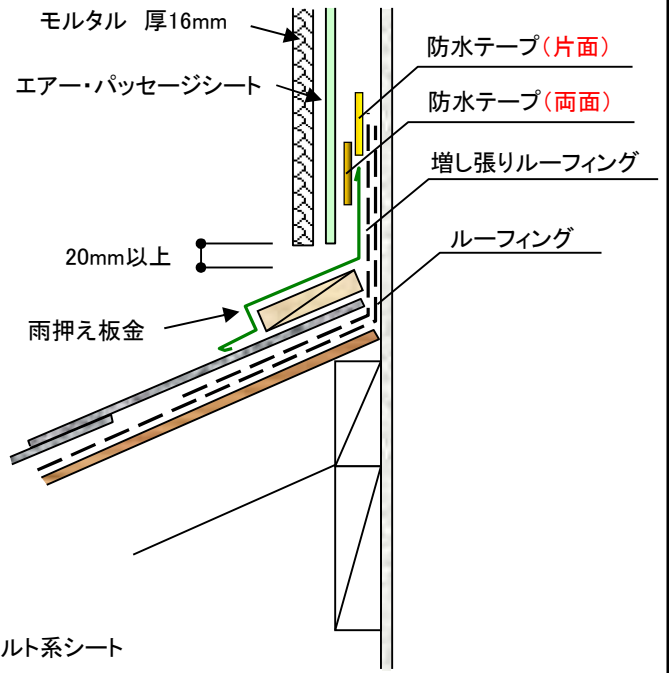 モルタル 厚16mm
エアー・パッセージシート
防水テープ(片面)
防水テープ(両面)
増し張りルーフィング
20mm以上
ルーフィング
雨押え板金
ルト系シート